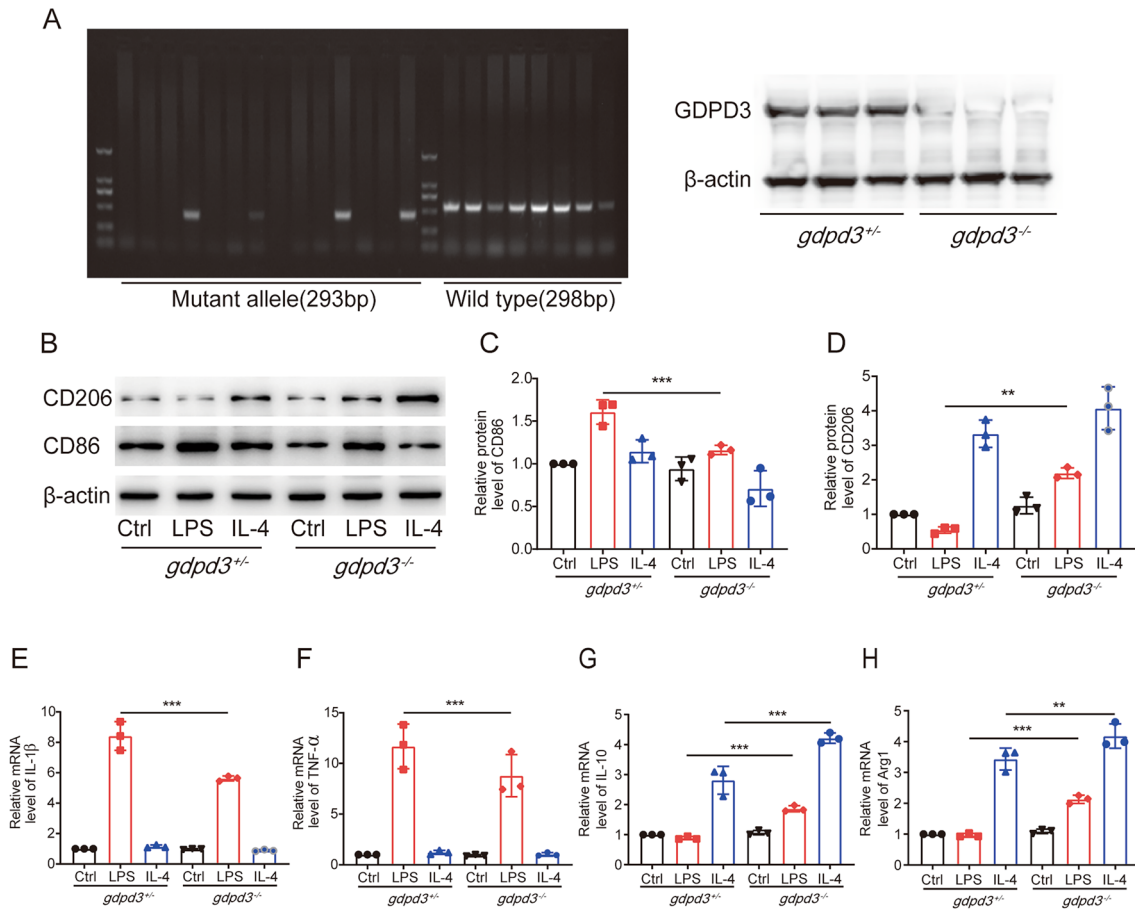 A
GDPD3
β-actin
gdpd3+/- gdpd3-/-
Mutant allele(293bp) Wild type(298bp)
B
CD206
CD86
β-actin
Ctrl LPS IL-4 Ctrl LPS IL-4
gdpd3+/- gdpd3-/-
C
Relative protein
level of CD86
2.0
1.5
1.0
0.5
0.0
***
Ctrl LPS IL-4 Ctrl LPS IL-4
gdpd3+/- gdpd3-/-
D
Relative protein
level of CD206
5
4
2
1
0
**
Ctrl LPS IL-4 Ctrl LPS IL-4
gdpd3+/- gdpd3-/-
E
Relative mRNA
level of IL-1β
10
8
6
4
2
0
***
Ctrl LPS IL-4 Ctrl LPS IL-4
gdpd3+/- gdpd3-/-
F
Relative mRNA
level of TNF-α
15
10
5
0
***
Ctrl LPS IL-4 Ctrl LPS IL-4
gdpd3+/- gdpd3-/-
G
Relative mRNA
level of IL-10
5
4
3
2
1
0
***
***
Ctrl LPS IL-4 Ctrl LPS IL-4
gdpd3+/- gdpd3-/-
H
Relative mRNA
level of Arg1
5
4
3
2
1
0
**
***
Ctrl LPS IL-4 Ctrl LPS IL-4
gdpd3+/- gdpd3-/-